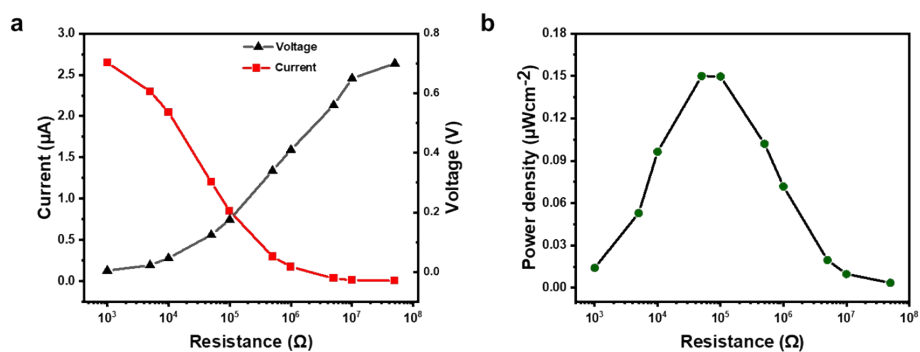 a
3.0
2.5
2.0
1.5
1.0
0.5
0.0
Current (µA)
Voltage
Current
0.8
0.6
0.4
0.2
0.0
Voltage (V)
10³ 10⁴ 10⁵ 10⁶ 10⁷ 10⁸
Resistance (Ω)
b
0.18
0.15
0.12
0.09
0.06
0.03
0.00
Power density (µWcm-²)
10³ 10⁴ 10⁵ 10⁶ 10⁷ 10⁸
Resistance (Ω)